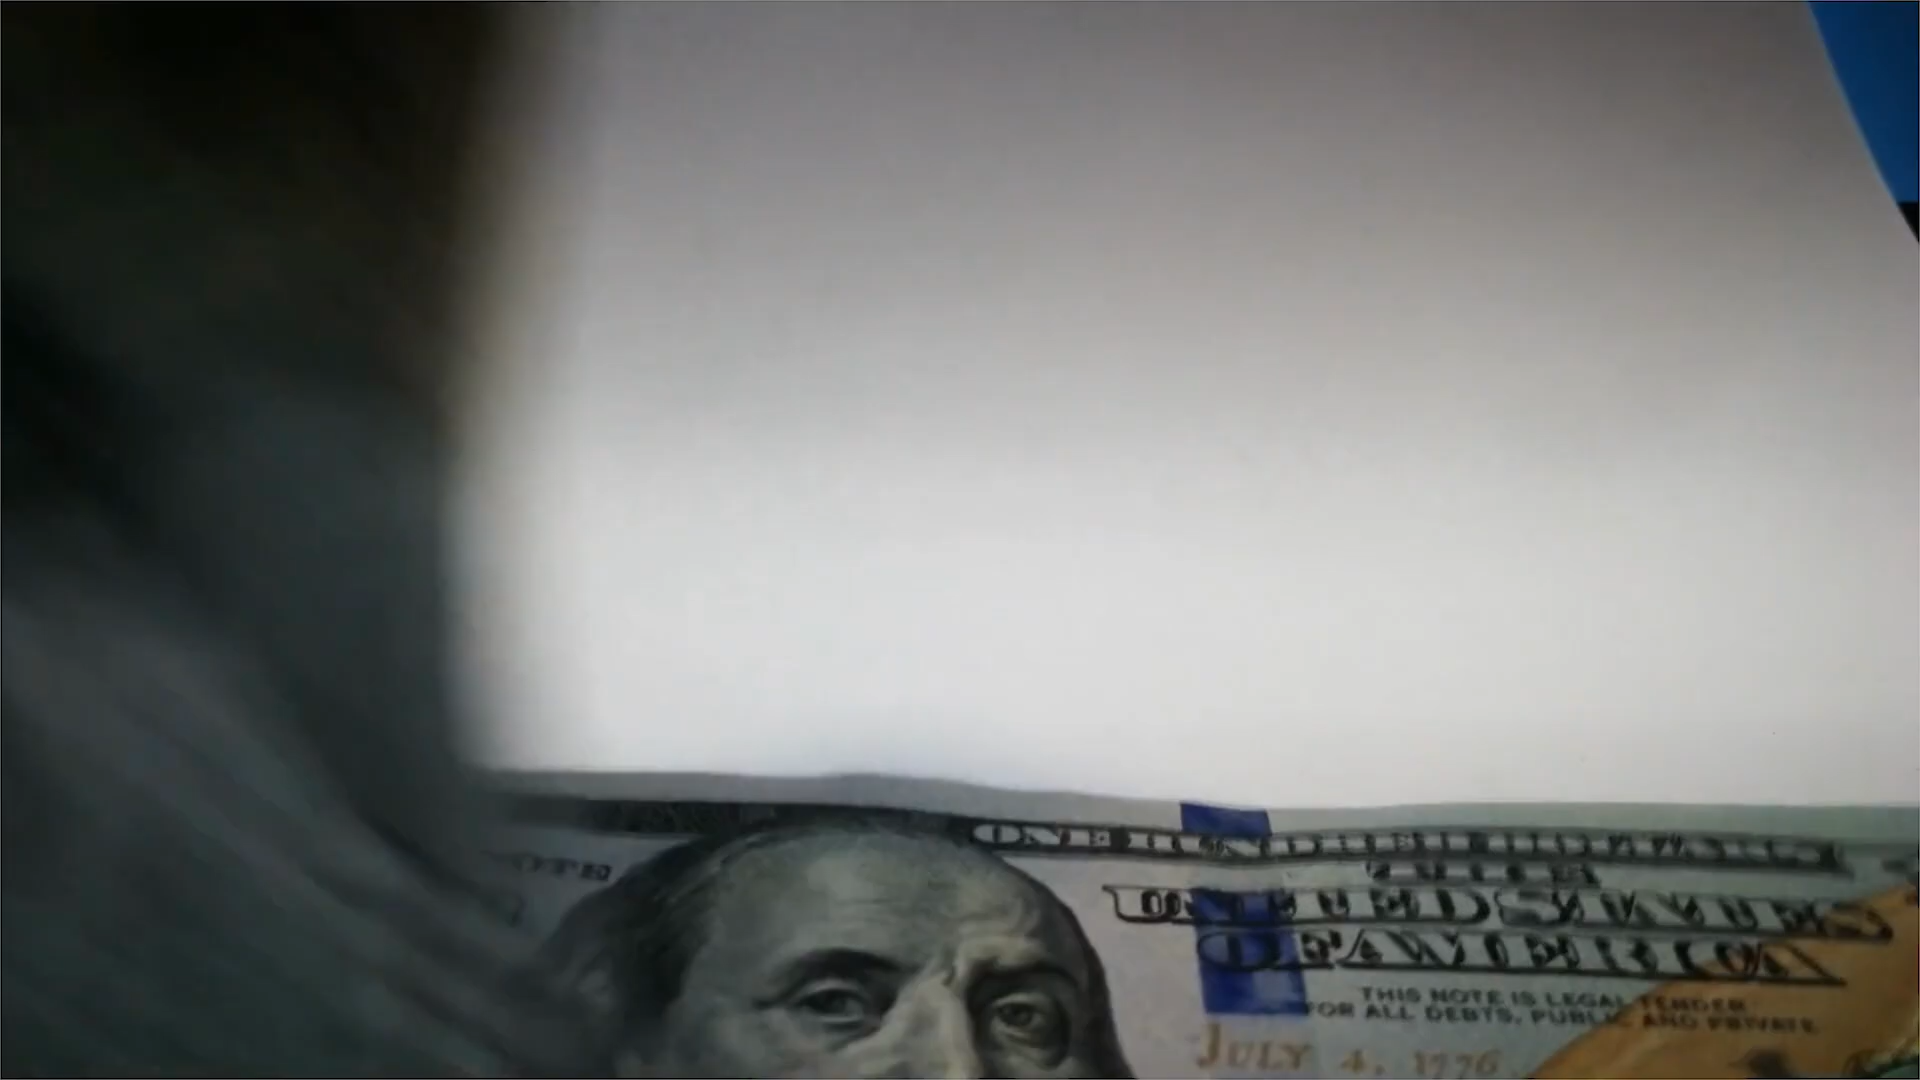 ONE HUNDRED DOLLARS
THE
UNITED STATES
OF AMERICA
THIS NOTE IS LEGAL TENDER
FOR ALL DEBTS, PUBLIC AND PRIVATE
JULY 4, 1776